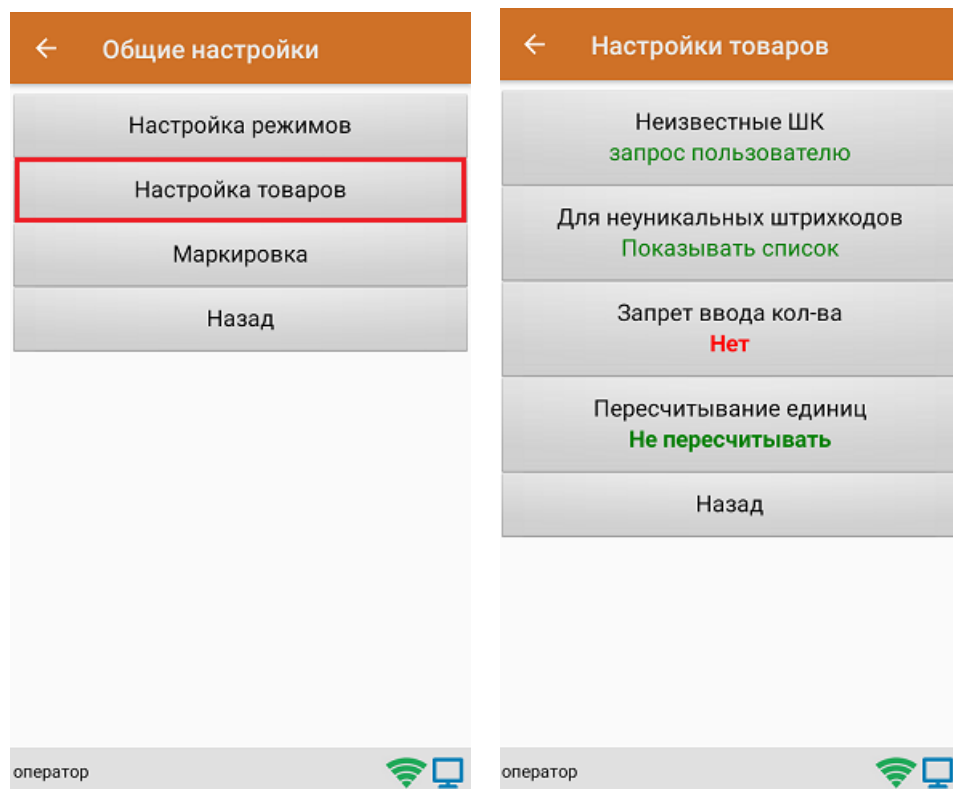 Общие настройки
Настройка режимов
Настройка товаров
Маркировка
Назад
оператор
Настройки товаров
Неизвестные ШК
запрос пользователю
Для неуникальных штрихкодов
Показывать список
Запрет ввода кол-ва
Нет
Пересчитывание единиц
Не пересчитывать
Назад
оператор